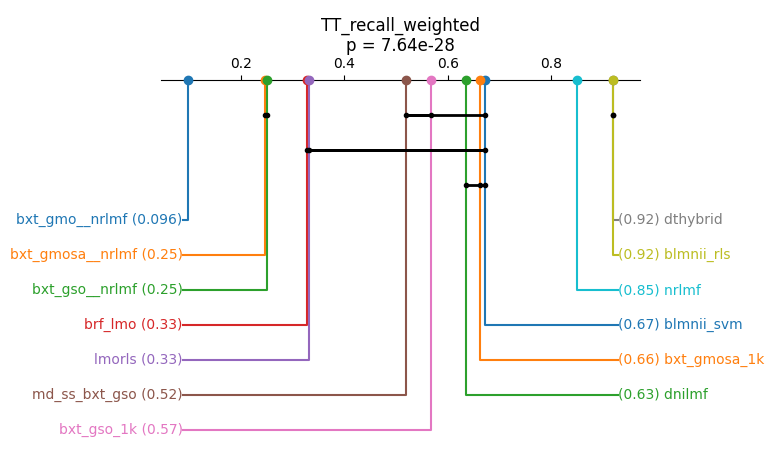 TT_recall_weighted
p = 7.64e-28
0.2 0.4 0.6 0.8
bxt_gmo__nrlmf (0.096) (0.92) dthybrid
bxt_gmosa__nrlmf (0.25) (0.92) blmnii_rls
bxt_gso__nrlmf (0.25) (0.85) nrlmf
brf_lmo (0.33) (0.67) blmnii_svm
lmorls (0.33) (0.66) bxt_gmosa_1k
md_ss_bxt_gso (0.52) (0.63) dnilmf
bxt_gso_1k (0.57)